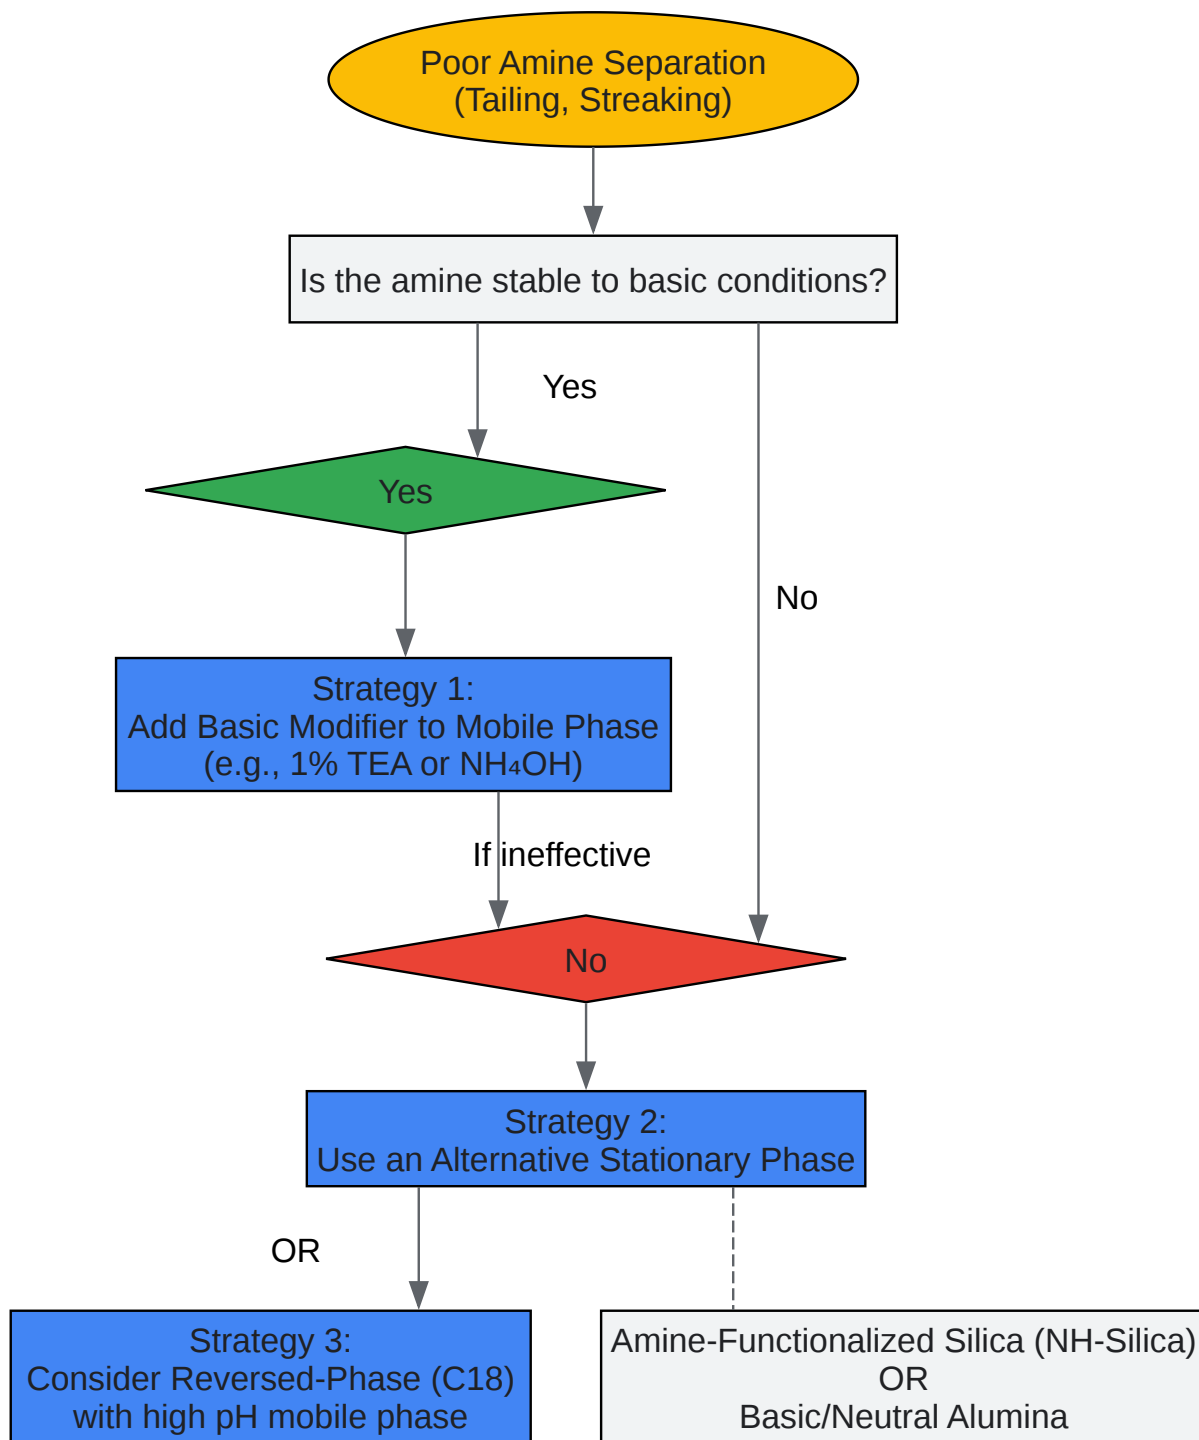 Poor Amine Separation
(Tailing, Streaking)
Is the amine stable to basic conditions?
Yes
Yes
No
Strategy 1:
Add Basic Modifier to Mobile Phase
(e.g., 1% TEA or NH₄OH)
If ineffective
No
Strategy 2:
Use an Alternative Stationary Phase
OR
Strategy 3:
Consider Reversed-Phase (C18)
with high pH mobile phase
Amine-Functionalized Silica (NH-Silica)
OR
Basic/Neutral Alumina